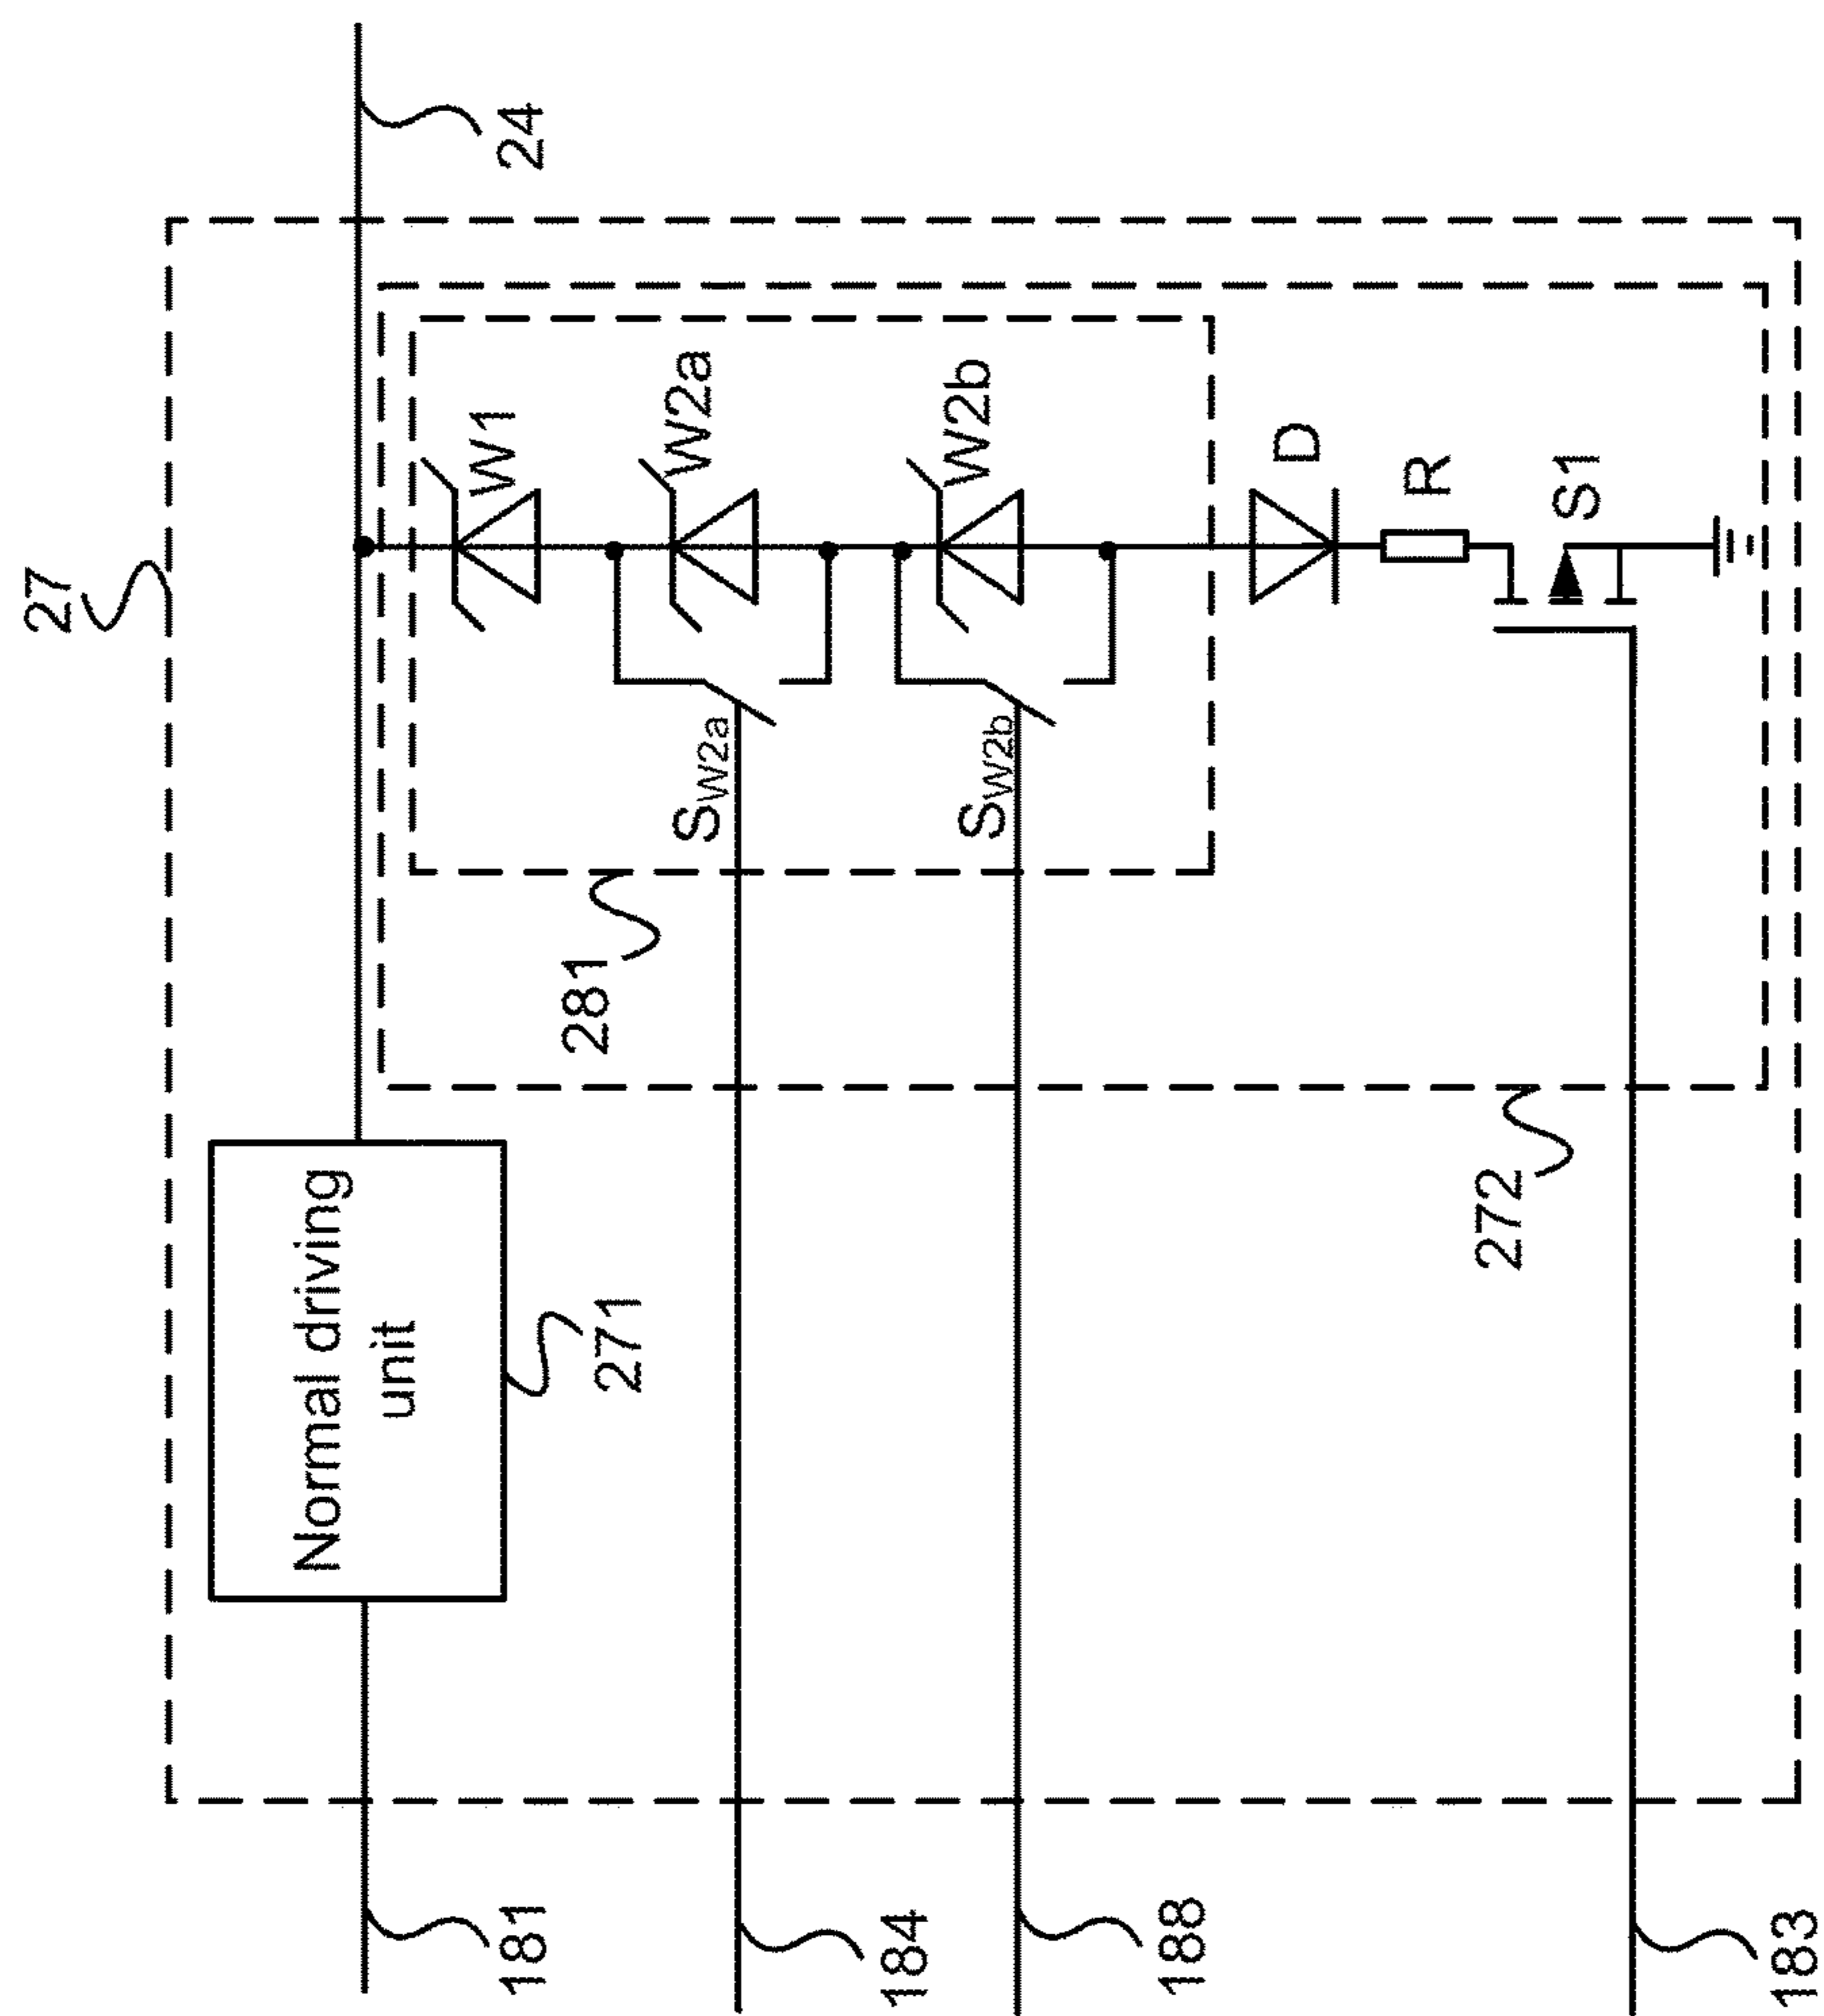 27
24
W1
W2a
W2b
D
R
S1
SW2a
SW2b
281
272
Normal driving
unit
271
181
184
188
183